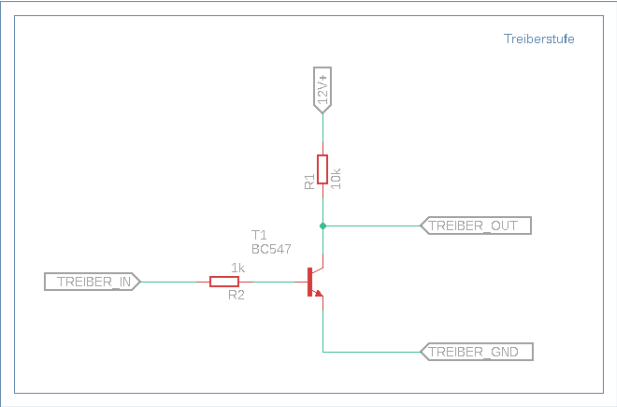 Treiberstufe
12V+
R1
10k
TREIBER_OUT
T1
BC547
1k
TREIBER_IN
R2
TREIBER_GND